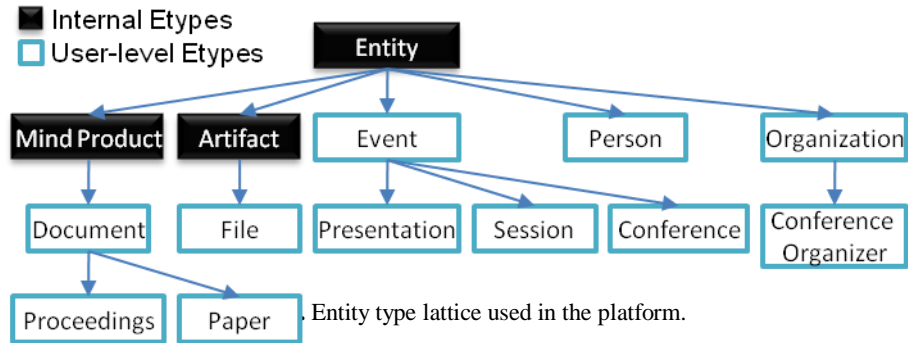 Internal Etypes
User-level Etypes
Entity
Mind Product
Artifact
Event
Person
Organization
Document
File
Presentation
Session
Conference
Conference
Organizer
Proceedings
Paper
. Entity type lattice used in the platform.